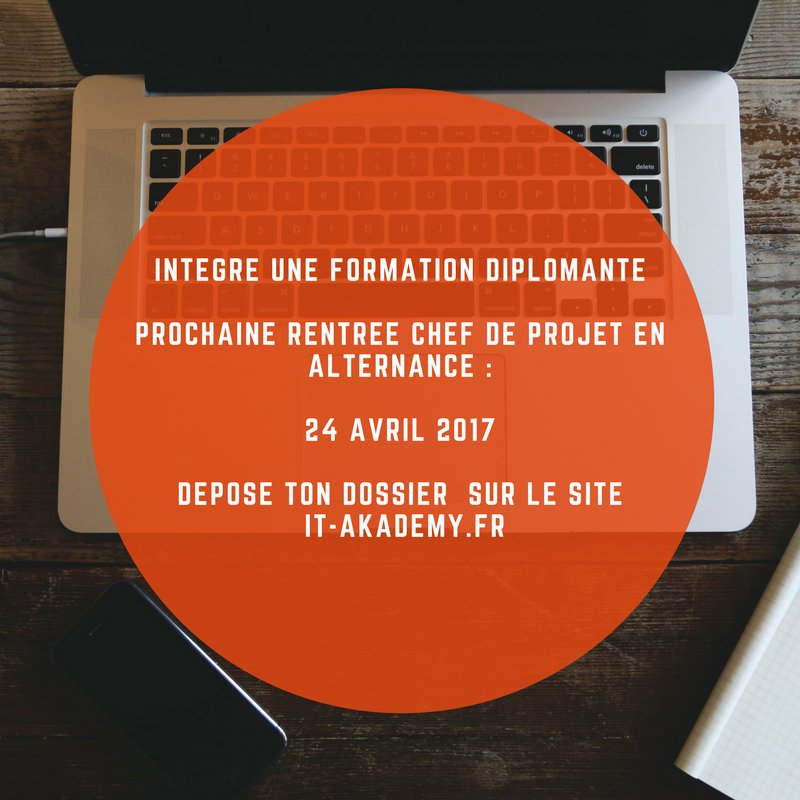 INTEGRE UNE FORMATION DIPLOMANTE
PROCHAINE RENTREE CHEF DE PROJET EN
ALTERNANCE :
24 AVRIL 2017
DEPOSE TON DOSSIER SUR LE SITE
IT-AKADEMY.FR